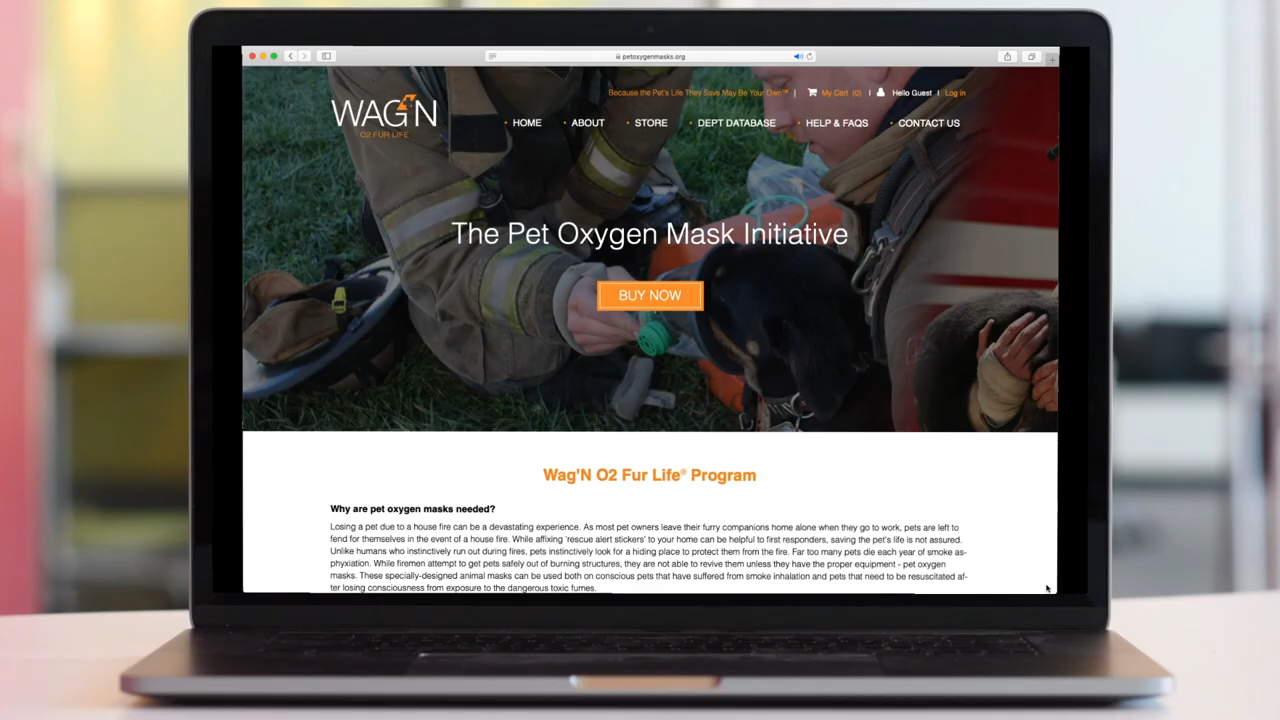 petoxygenmasks.org
WAG'N
O2 FUR LIFE
Because the Pet's Life They Save May Be Your Own™ | My Cart (0) | Hello Guest | Log in
HOME ABOUT STORE DEPT DATABASE HELP & FAQS CONTACT US
The Pet Oxygen Mask Initiative
BUY NOW
Wag'N O2 Fur Life® Program
Why are pet oxygen masks needed?
Losing a pet due to a house fire can be a devastating experience. As most pet owners leave their furry companions home alone when they go to work, pets are left to
fend for themselves in the event of a house fire. While affixing 'rescue alert stickers' to your home can be helpful to first responders, saving the pet's life is not assured.
Unlike humans who instinctively run out during fires, pets instinctively look for a hiding place to protect them from the fire. Far too many pets die each year of smoke as-
phyxiation. While firemen attempt to get pets safely out of burning structures, they are not able to revive them unless they have the proper equipment - pet oxygen
masks. These specially-designed animal masks can be used both on conscious pets that have suffered from smoke inhalation and pets that need to be resuscitated af-
ter losing consciousness from exposure to the dangerous toxic fumes.